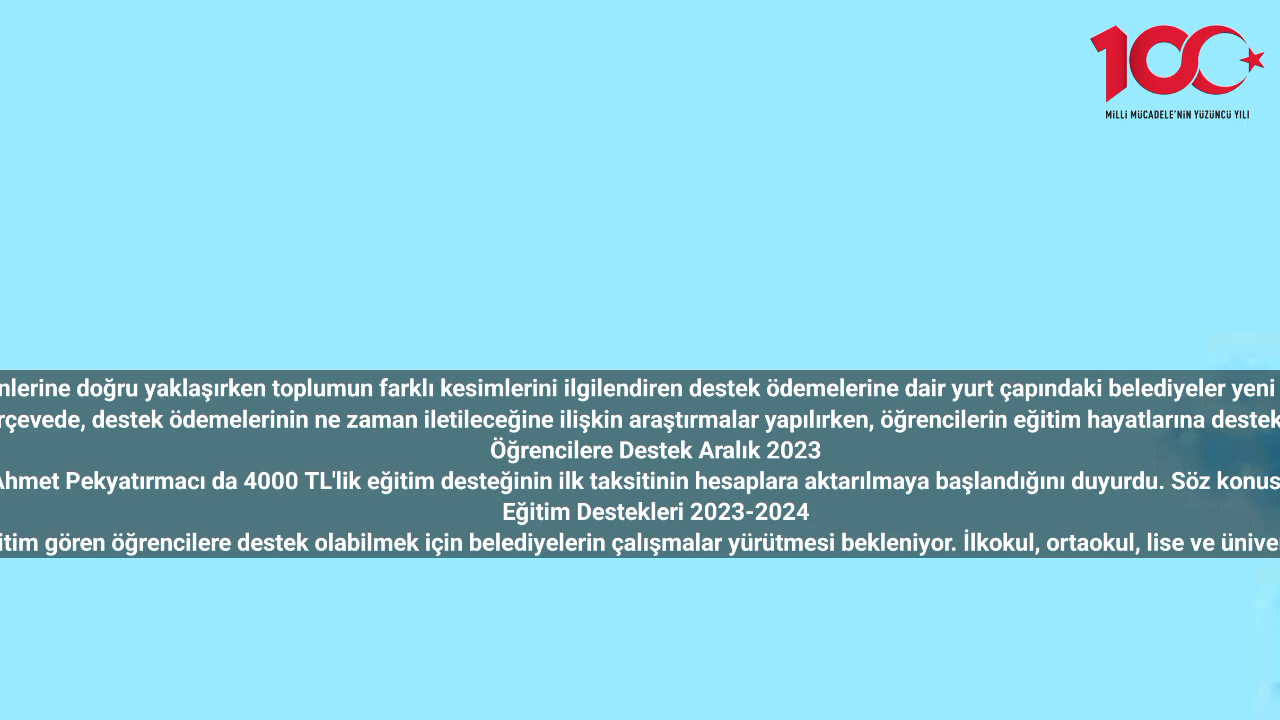 100
MİLLİ MÜCADELE'NİN YÜZÜNCÜ YILI
nlerine doğru yaklaşırken toplumun farklı kesimlerini ilgilendiren destek ödemelerine dair yurt çapındaki belediyeler yeni
rçevede, destek ödemelerinin ne zaman iletileceğine ilişkin araştırmalar yapılırken, öğrencilerin eğitim hayatlarına destek
Öğrencilere Destek Aralık 2023
Ahmet Pekyatırmacı da 4000 TL'lik eğitim desteğinin ilk taksitinin hesaplara aktarılmaya başlandığını duyurdu. Söz konus
Eğitim Destekleri 2023-2024
itim gören öğrencilere destek olabilmek için belediyelerin çalışmalar yürütmesi bekleniyor. İlkokul, ortaokul, lise ve ünive